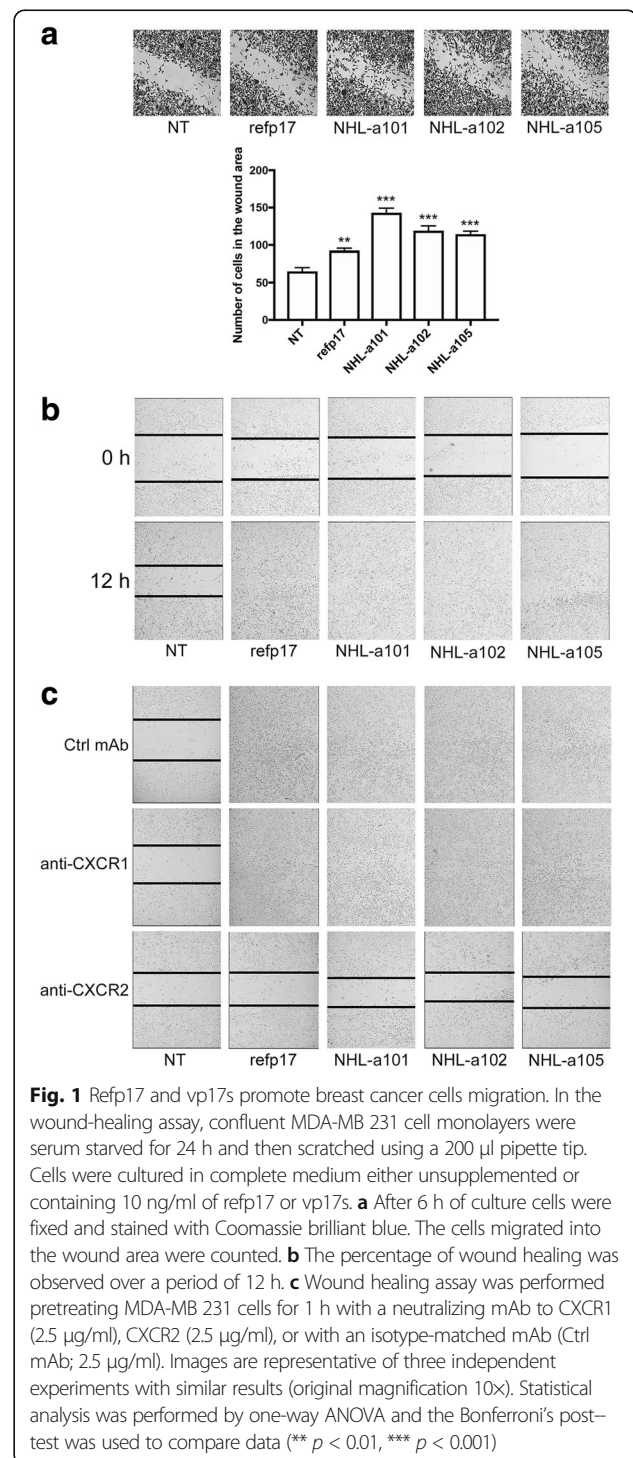 a
NT refp17 NHL-a101 NHL-a102 NHL-a105
Number of cells in the wound area
200
150
100
50
0
**
***
***
***
NT refp17 NHL-a101 NHL-a102 NHL-a105
b
0 h
12 h
NT refp17 NHL-a101 NHL-a102 NHL-a105
c
Ctrl mAb
anti-CXCR1
anti-CXCR2
NT refp17 NHL-a101 NHL-a102 NHL-a105
Fig. 1 Refp17 and vp17s promote breast cancer cells migration. In the
wound-healing assay, confluent MDA-MB 231 cell monolayers were
serum starved for 24 h and then scratched using a 200 μl pipette tip.
Cells were cultured in complete medium either unsupplemented or
containing 10 ng/ml of refp17 or vp17s. a After 6 h of culture cells were
fixed and stained with Coomassie brilliant blue. The cells migrated into
the wound area were counted. b The percentage of wound healing was
observed over a period of 12 h. c Wound healing assay was performed
pretreating MDA-MB 231 cells for 1 h with a neutralizing mAb to CXCR1
(2.5 μg/ml), CXCR2 (2.5 μg/ml), or with an isotype-matched mAb (Ctrl
mAb; 2.5 μg/ml). Images are representative of three independent
experiments with similar results (original magnification 10×). Statistical
analysis was performed by one-way ANOVA and the Bonferroni's post-‐
test was used to compare data (** p < 0.01, *** p < 0.001)